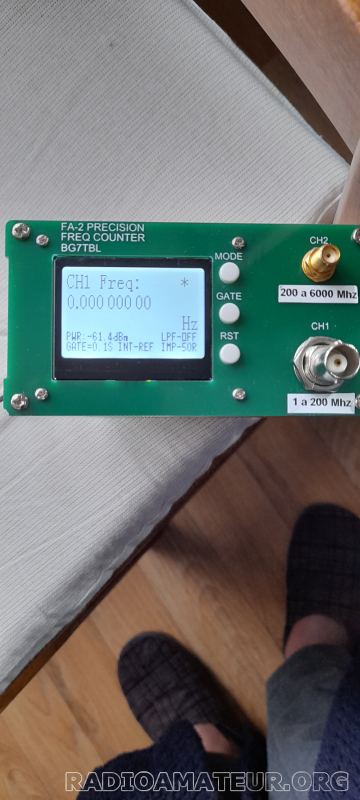 FA-2 PRECISION
FREQ COUNTER
BG7TBL
MODE
CH2
CH1 Freq: *
0.000 000 00
Hz
PWR:-61.4dBm LPF-OFF
GATE=0.1S INT-REF IMP-50R
GATE
RST
200 a 6000 Mhz
CH1
1 a 200 Mhz
RADIOAMATEUR.ORG